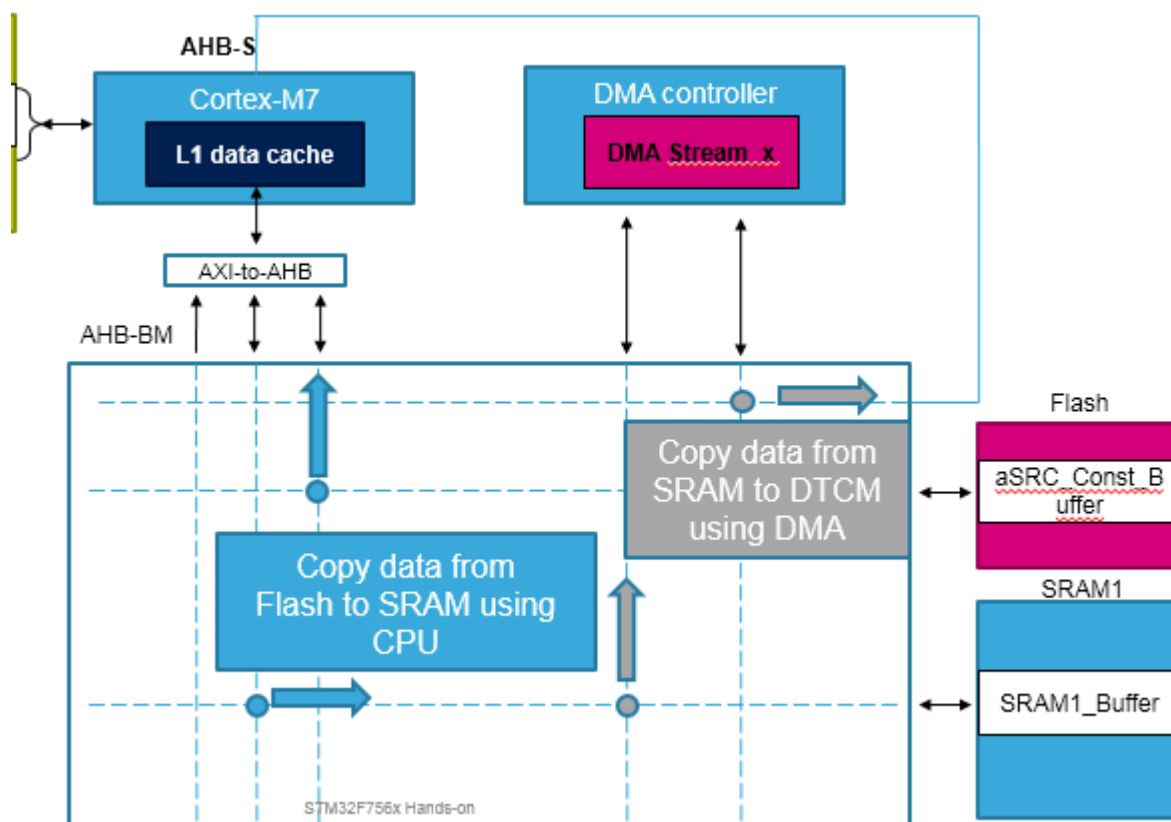 AHB-S
Cortex-M7
L1 data cache
DMA controller
DMA Stream_x
AXI-to-AHB
AHB-BM
Flash
aSRC_Const_B
uffer
Copy data from
SRAM to DTCM
using DMA
Copy data from
Flash to SRAM using
CPU
SRAM1
SRAM1_Buffer
STM32F756x Hands-on